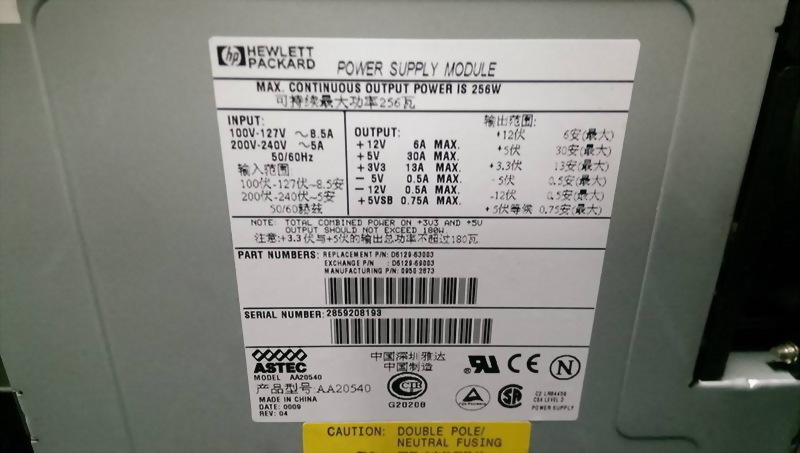 hp HEWLETT PACKARD
POWER SUPPLY MODULE
MAX. CONTINUOUS OUTPUT POWER IS 256W
可持续最大功率256瓦
INPUT:
100V-127V ～8.5A
200V-240V ～5A
50/60Hz
输入范围
100伏-127伏~8.5安
200伏-240伏~5安
50/60赫兹
OUTPUT:
+12V 6A MAX.
+5V 30A MAX.
+3V3 13A MAX.
-5V 0.5A MAX.
-12V 0.5A MAX.
+5VSB 0.75A MAX.
输出范围:
+12伏 6安(最大)
+5伏 30安(最大)
+3.3伏 13安(最大)
-5伏 0.5安(最大)
-12伏 0.5安(最大)
+5伏等候 0.75安(最大)
NOTE: TOTAL COMBINED POWER ON +3V3 AND +5V
OUTPUT SHOULD NOT EXCEED 180W
注意:+3.3伏与+5伏的输出总功率不超过180瓦
PART NUMBERS: REPLACEMENT P/N: D6129-63003
EXCHANGE P/N : D6129-69003
MANUFACTURING P/N: 0950-2873
SERIAL NUMBER: 2859208193
ASTEC
MODEL AA20540
产品型号 AA20540
MADE IN CHINA
DATE: 0009
REV: 04
中国深圳雅达
中国制造
G20208
CE
N
C2 LR84456
CSA LEVEL 3
POWER SUPPLY
CAUTION: DOUBLE POLE/
NEUTRAL FUSING